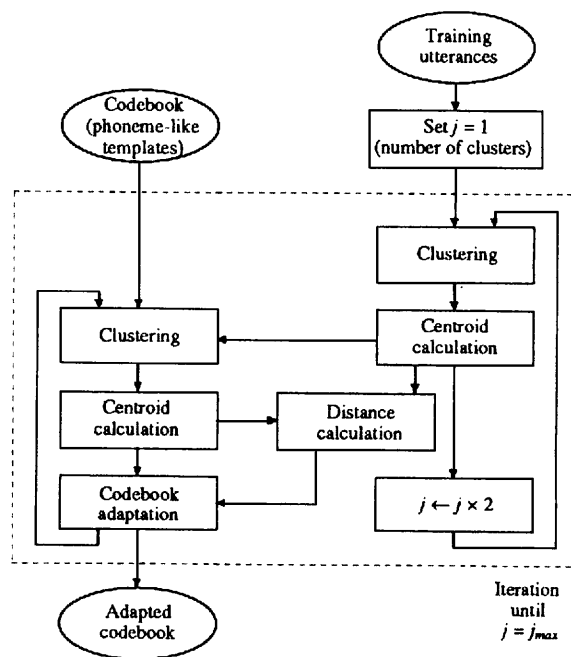 Training
utterances
Codebook
(phoneme-like
templates)
Set j = 1
(number of clusters)
Clustering
Clustering
Centroid
calculation
Centroid
calculation
Distance
calculation
Codebook
adaptation
j ← j × 2
Adapted
codebook
Iteration
until
j = jmax